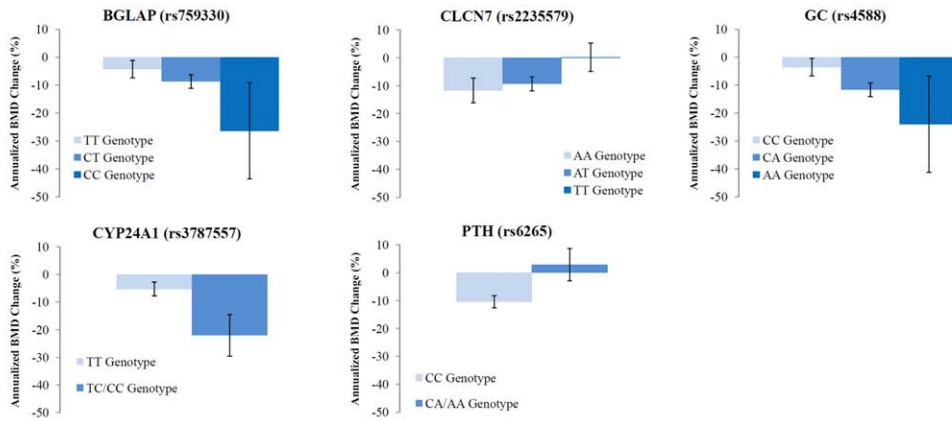 BGLAP (rs759330)
Annualized BMD Change (%)
10
0
-10
-20
-30
-40
-50
TT Genotype
CT Genotype
CC Genotype
CLCN7 (rs2235579)
Annualized BMD Change (%)
10
0
-10
-20
-30
-40
-50
AA Genotype
AT Genotype
TT Genotype
GC (rs4588)
Annualized BMD Change (%)
10
0
-10
-20
-30
-40
-50
CC Genotype
CA Genotype
AA Genotype
CYP24A1 (rs3787557)
Annualized BMD Change (%)
10
0
-10
-20
-30
-40
-50
TT Genotype
TC/CC Genotype
PTH (rs6265)
Annualized BMD Change (%)
10
0
-10
-20
-30
-40
-50
CC Genotype
CA/AA Genotype